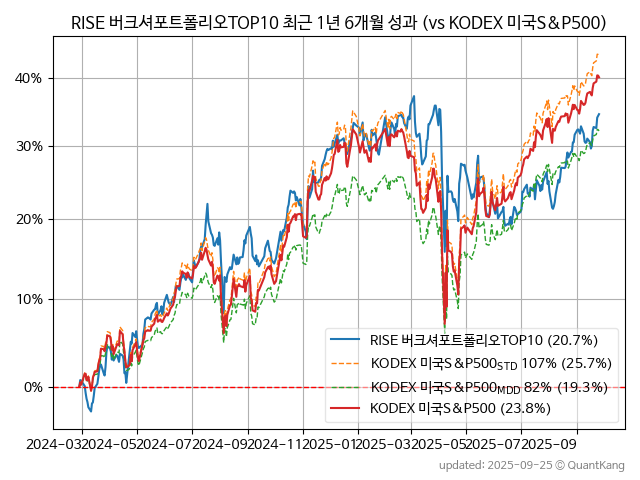 RISE 버크셔포트폴리오TOP10 최근 1년 6개월 성과 (vs KODEX 미국S&P500)
40%
30%
20%
10%
0%
RISE 버크셔포트폴리오TOP10 (20.7%)
KODEX 미국S&P500STD 107% (25.7%)
KODEX 미국S&P500MDD 82% (19.3%)
KODEX 미국S&P500 (23.8%)
2024-03 2024-05 2024-07 2024-09 2024-11 2025-01 2025-03 2025-05 2025-07 2025-09
updated: 2025-09-25 © QuantKang